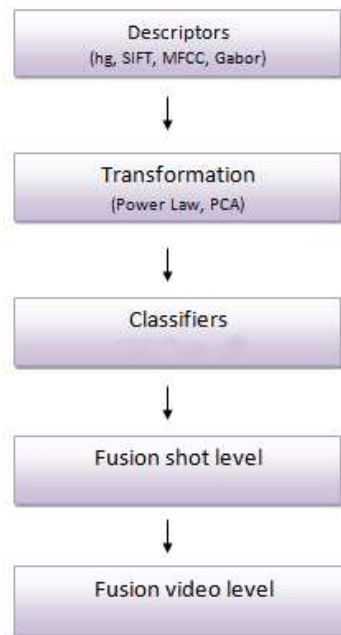 Descriptors
(hg, SIFT, MFCC, Gabor)
Transformation
(Power Law, PCA)
Classifiers
Fusion shot level
Fusion video level